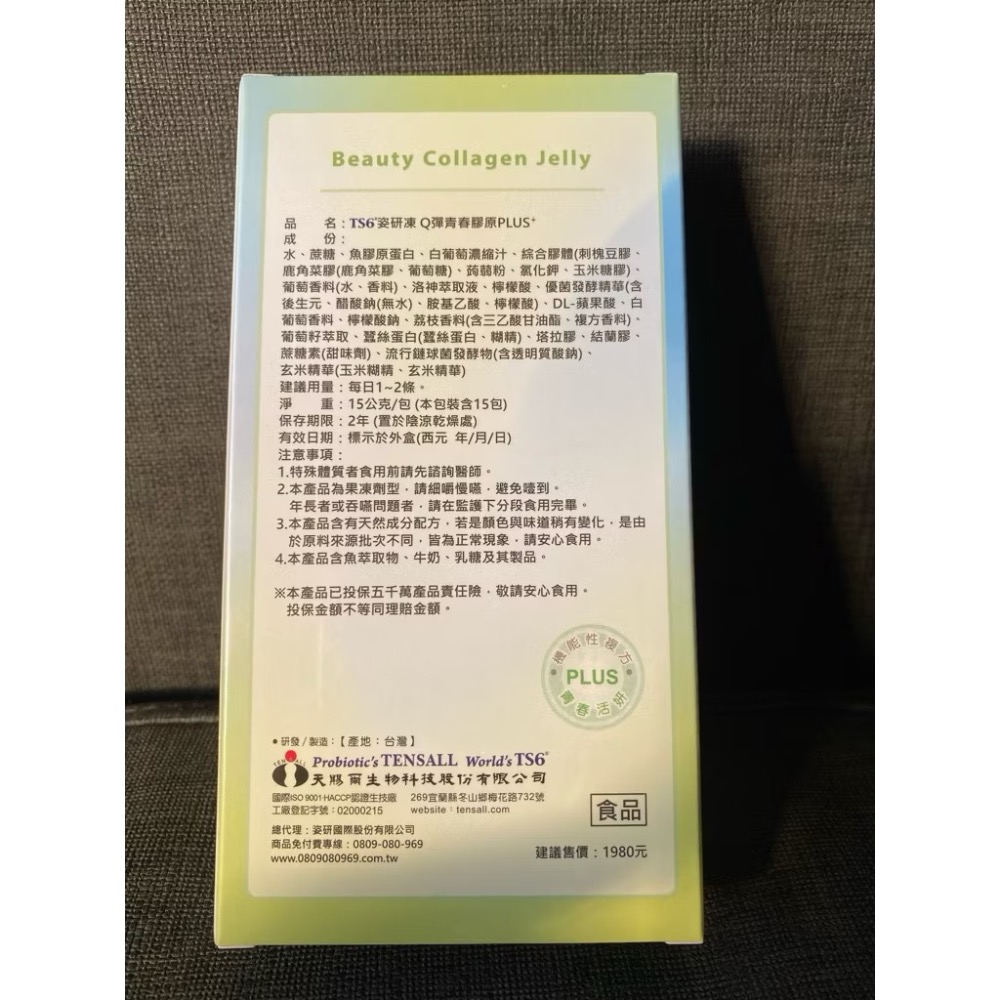 Beauty Collagen Jelly
品　　名：TS6®姿研凍 Q彈青春膠原PLUS⁺
成　　份：
水、蔗糖、魚膠原蛋白、白葡萄濃縮汁、綜合膠體(刺槐豆膠、
鹿角菜膠(鹿角菜膠、葡萄糖)、蒟蒻粉、氯化鉀、玉米糖膠)、
葡萄香料(水、香料)、洛神萃取液、檸檬酸、優菌發酵精華(含
後生元、醋酸鈉(無水)、胺基乙酸、檸檬酸)、DL-蘋果酸、白
葡萄香料、檸檬酸鈉、荔枝香料(含三乙酸甘油酯、複方香料)、
葡萄籽萃取、蠶絲蛋白(蠶絲蛋白、糊精)、塔拉膠、結蘭膠、
蔗糖素(甜味劑)、流行鏈球菌發酵物(含透明質酸鈉)、
玄米精華(玉米糊精、玄米精華)
建議用量：每日1~2條。
淨　　重：15公克/包 (本包裝含15包)
保存期限：2年 (置於陰涼乾燥處)
有效日期：標示於外盒(西元 年/月/日)
注意事項：
1.特殊體質者食用前請先諮詢醫師。
2.本產品為果凍劑型，請細嚼慢嚥，避免噎到。
年長者或吞嚥問題者，請在監護下分段食用完畢。
3.本產品含有天然成分配方，若是顏色與味道稍有變化，是由
於原料來源批次不同，皆為正常現象，請安心食用。
4.本產品含魚萃取物、牛奶、乳糖及其製品。
※本產品已投保五千萬產品責任險，敬請安心食用。
投保金額不等同理賠金額。
機能性複方
PLUS
青春活妍
●研發/製造：【產地：台灣】
TENSALL
Probiotic's TENSALL World's TS6®
天賜爾生物科技股份有限公司
國際ISO 9001·HACCP認證生技廠　269宜蘭縣冬山鄉梅花路732號
工廠登記字號：02000215　website：tensall.com
食品
總代理：姿研國際股份有限公司
商品免付費專線：0809-080-969
www.0809080969.com.tw
建議售價：1980元